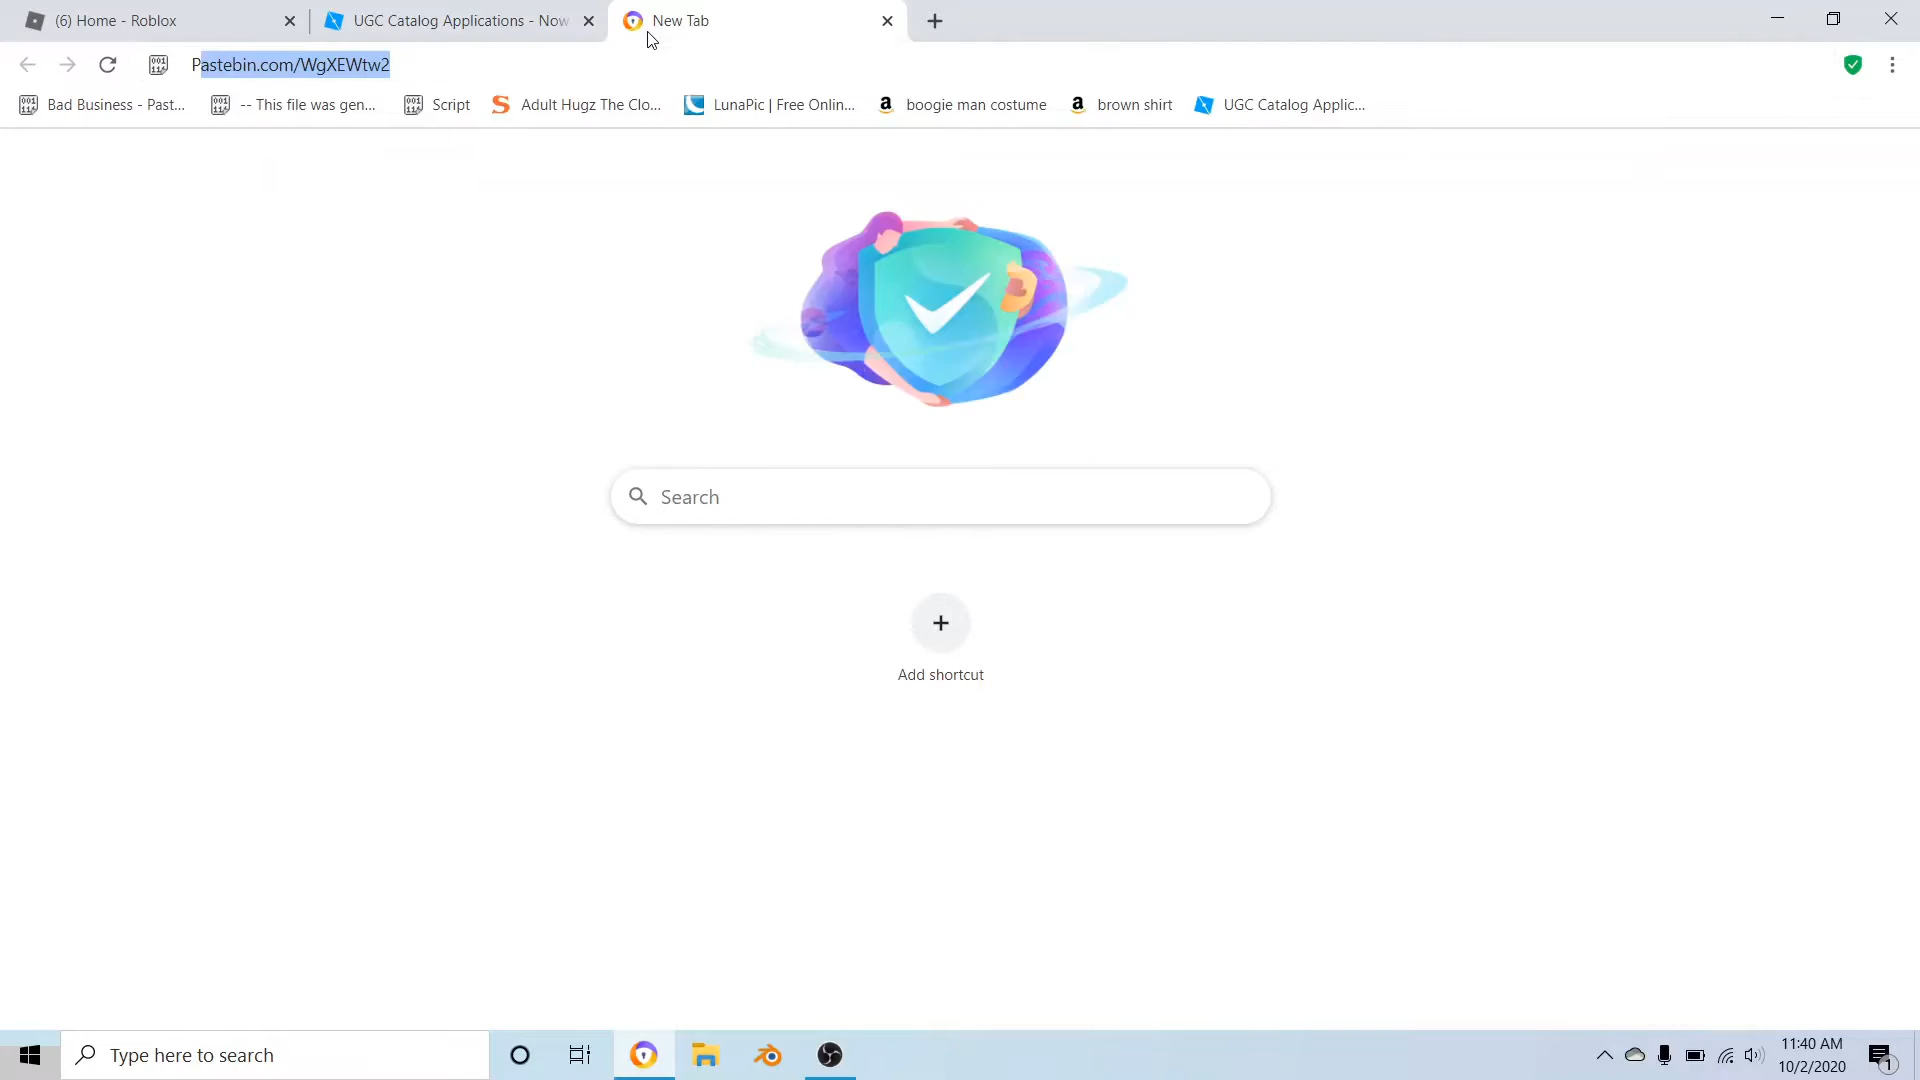 (6) Home - Roblox
UGC Catalog Applications - Now
New Tab
Pastebin.com/WgXEWtw2
Bad Business - Past...
-- This file was gen...
Script
Adult Hugz The Clo...
LunaPic | Free Onlin...
boogie man costume
brown shirt
UGC Catalog Applic...
Search
Add shortcut
Type here to search
11:40 AM
10/2/2020
1